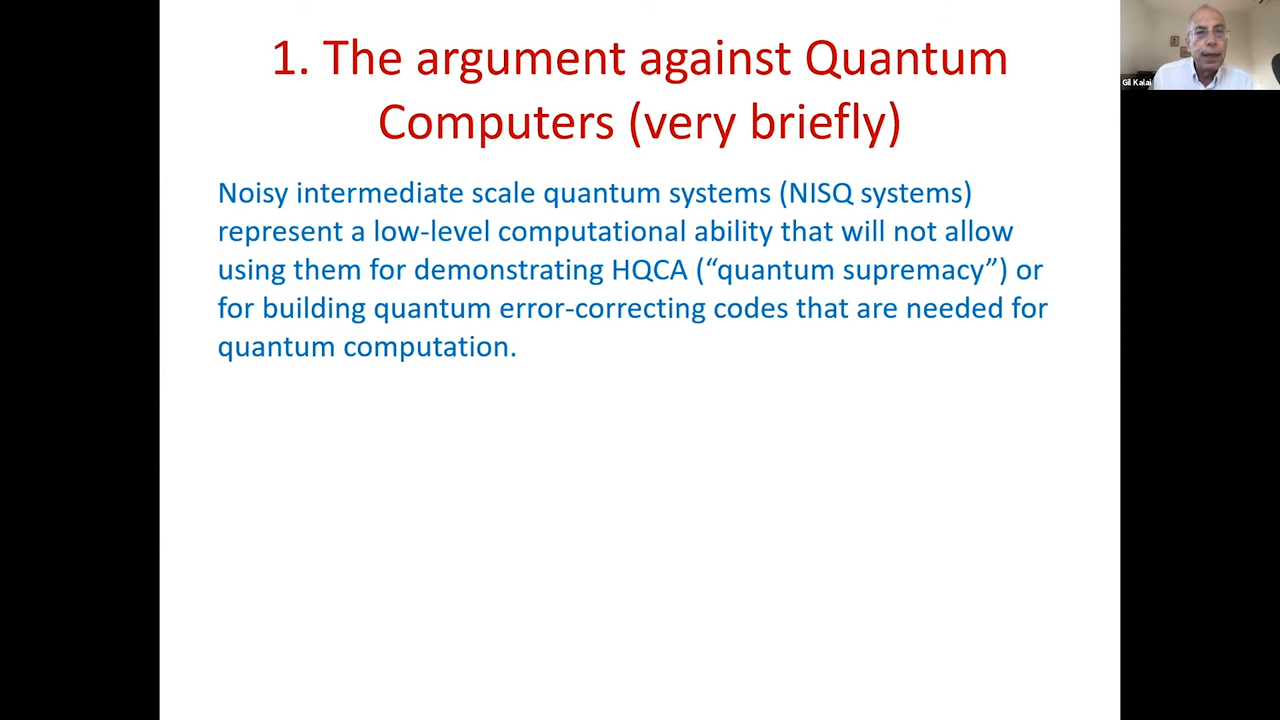 1. The argument against Quantum
Computers (very briefly)
Noisy intermediate scale quantum systems (NISQ systems)
represent a low-level computational ability that will not allow
using them for demonstrating HQCA (“quantum supremacy”) or
for building quantum error-correcting codes that are needed for
quantum computation.
Gil Kalai